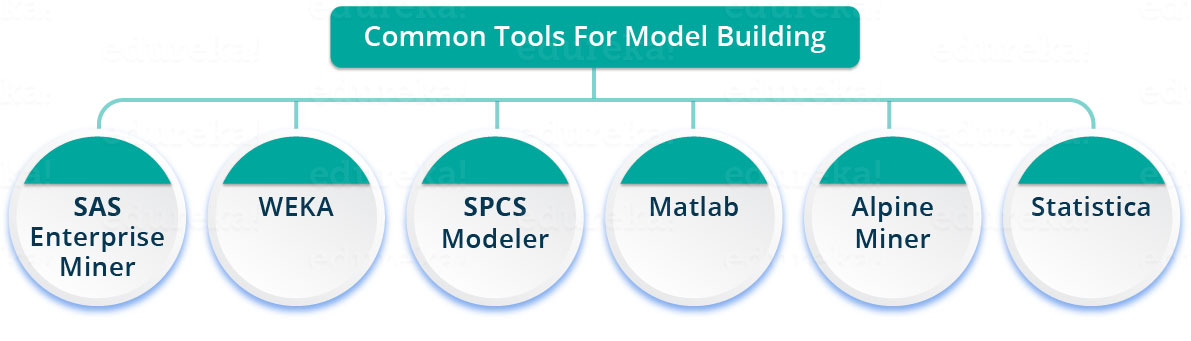 Common Tools For Model Building
SAS
Enterprise
Miner
WEKA
SPCS
Modeler
Matlab
Alpine
Miner
Statistica
edureka!